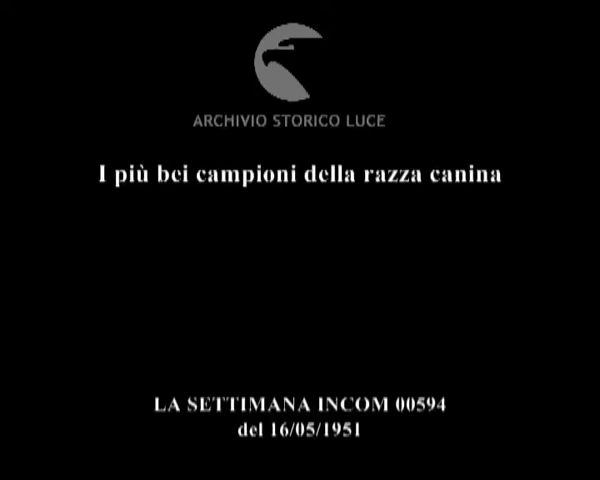 ARCHIVIO STORICO LUCE
I più bei campioni della razza canina
LA SETTIMANA INCOM 00594
del 16/05/1951